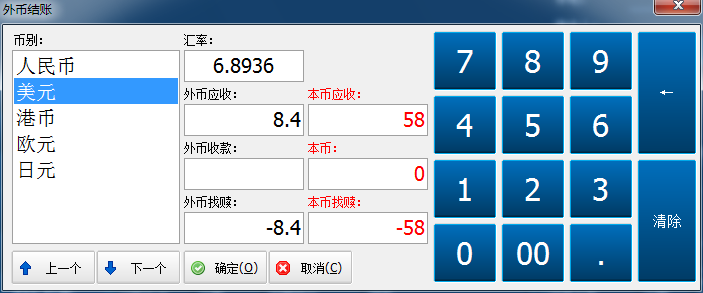 外币结账
币别:
人民币
美元
港币
欧元
日元
汇率:
6.8936
外币应收: 本币应收:
8.4 58
外币收款: 本币:
0
外币找赎: 本币找赎:
-8.4 -58
上一个 下一个 确定(O) 取消(C)
7 8 9 ←
4 5 6
1 2 3 清除
0 00 .